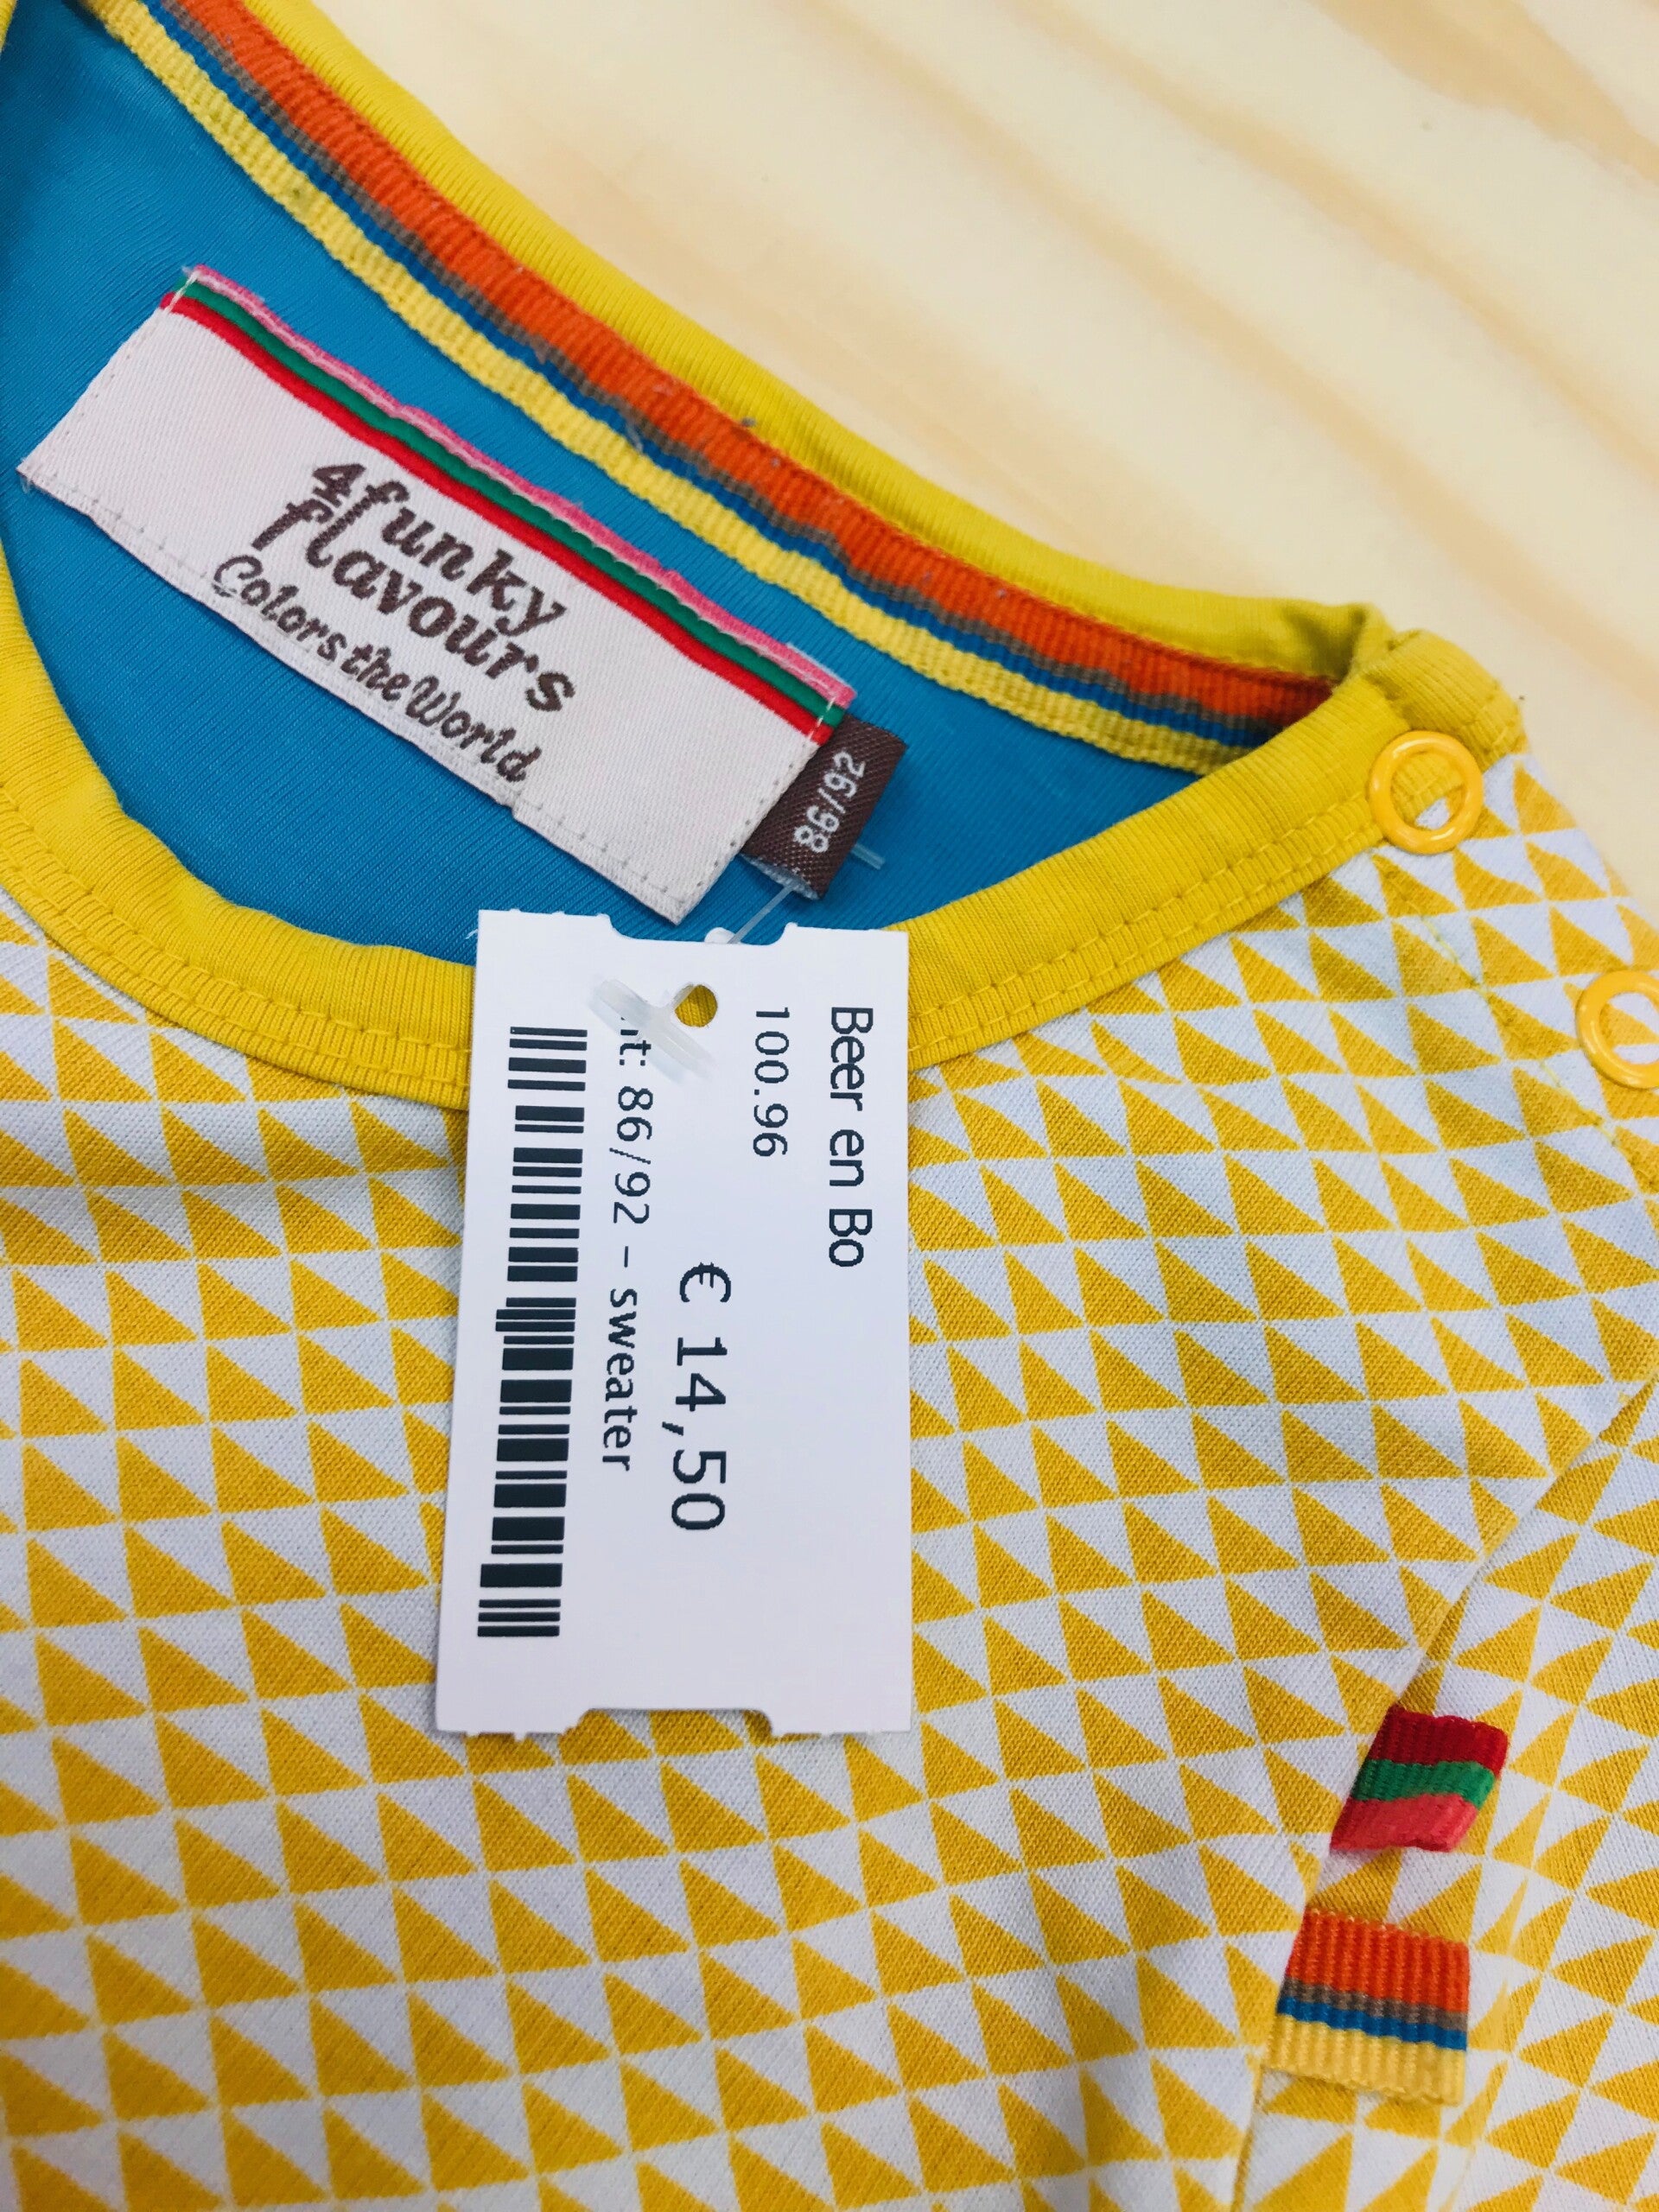 4funky
flavours
Colors the World
86/92
Beer en Bo
100.96
€ 14,50
86/92 - sweater